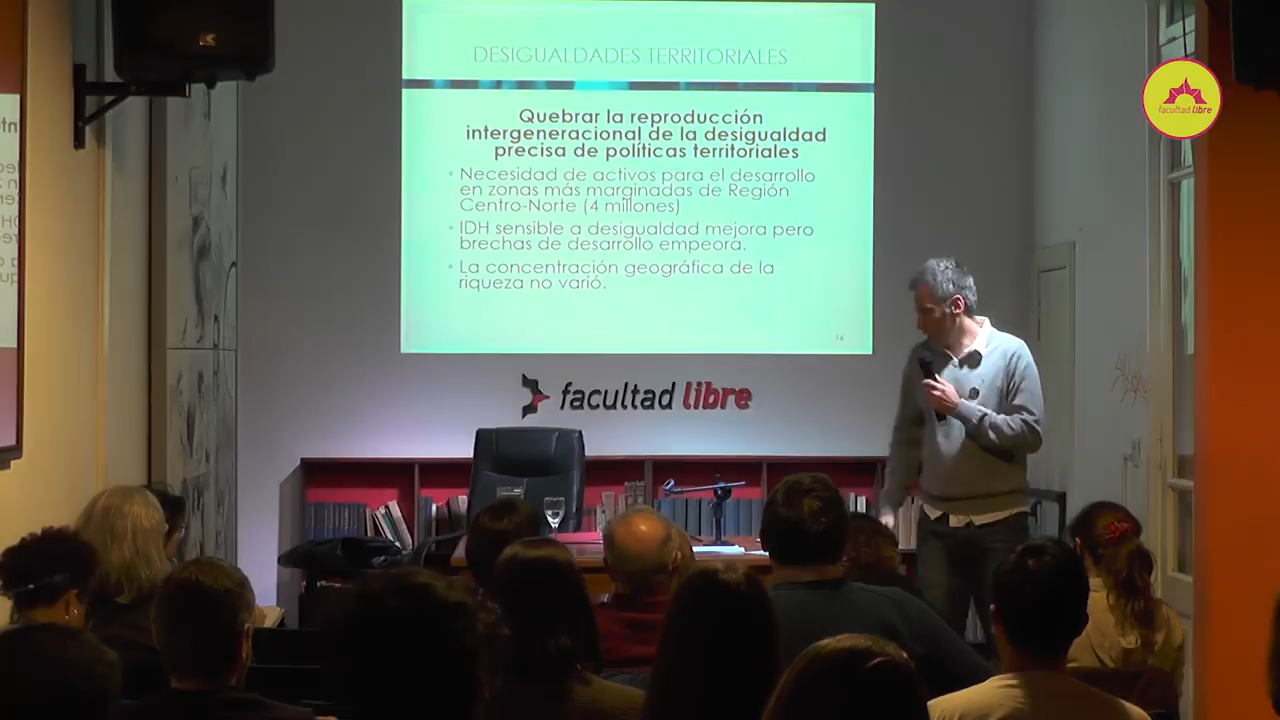 DESIGUALDADES TERRITORIALES
Quebrar la reproducción
intergeneracional de la desigualdad
precisa de políticas territoriales
Necesidad de activos para el desarrollo
en zonas más marginadas de Región
Centro-Norte (4 millones)
IDH sensible a desigualdad mejora pero
brechas de desarrollo empeora.
La concentración geográfica de la
riqueza no varió.
16
facultad libre
facultad libre